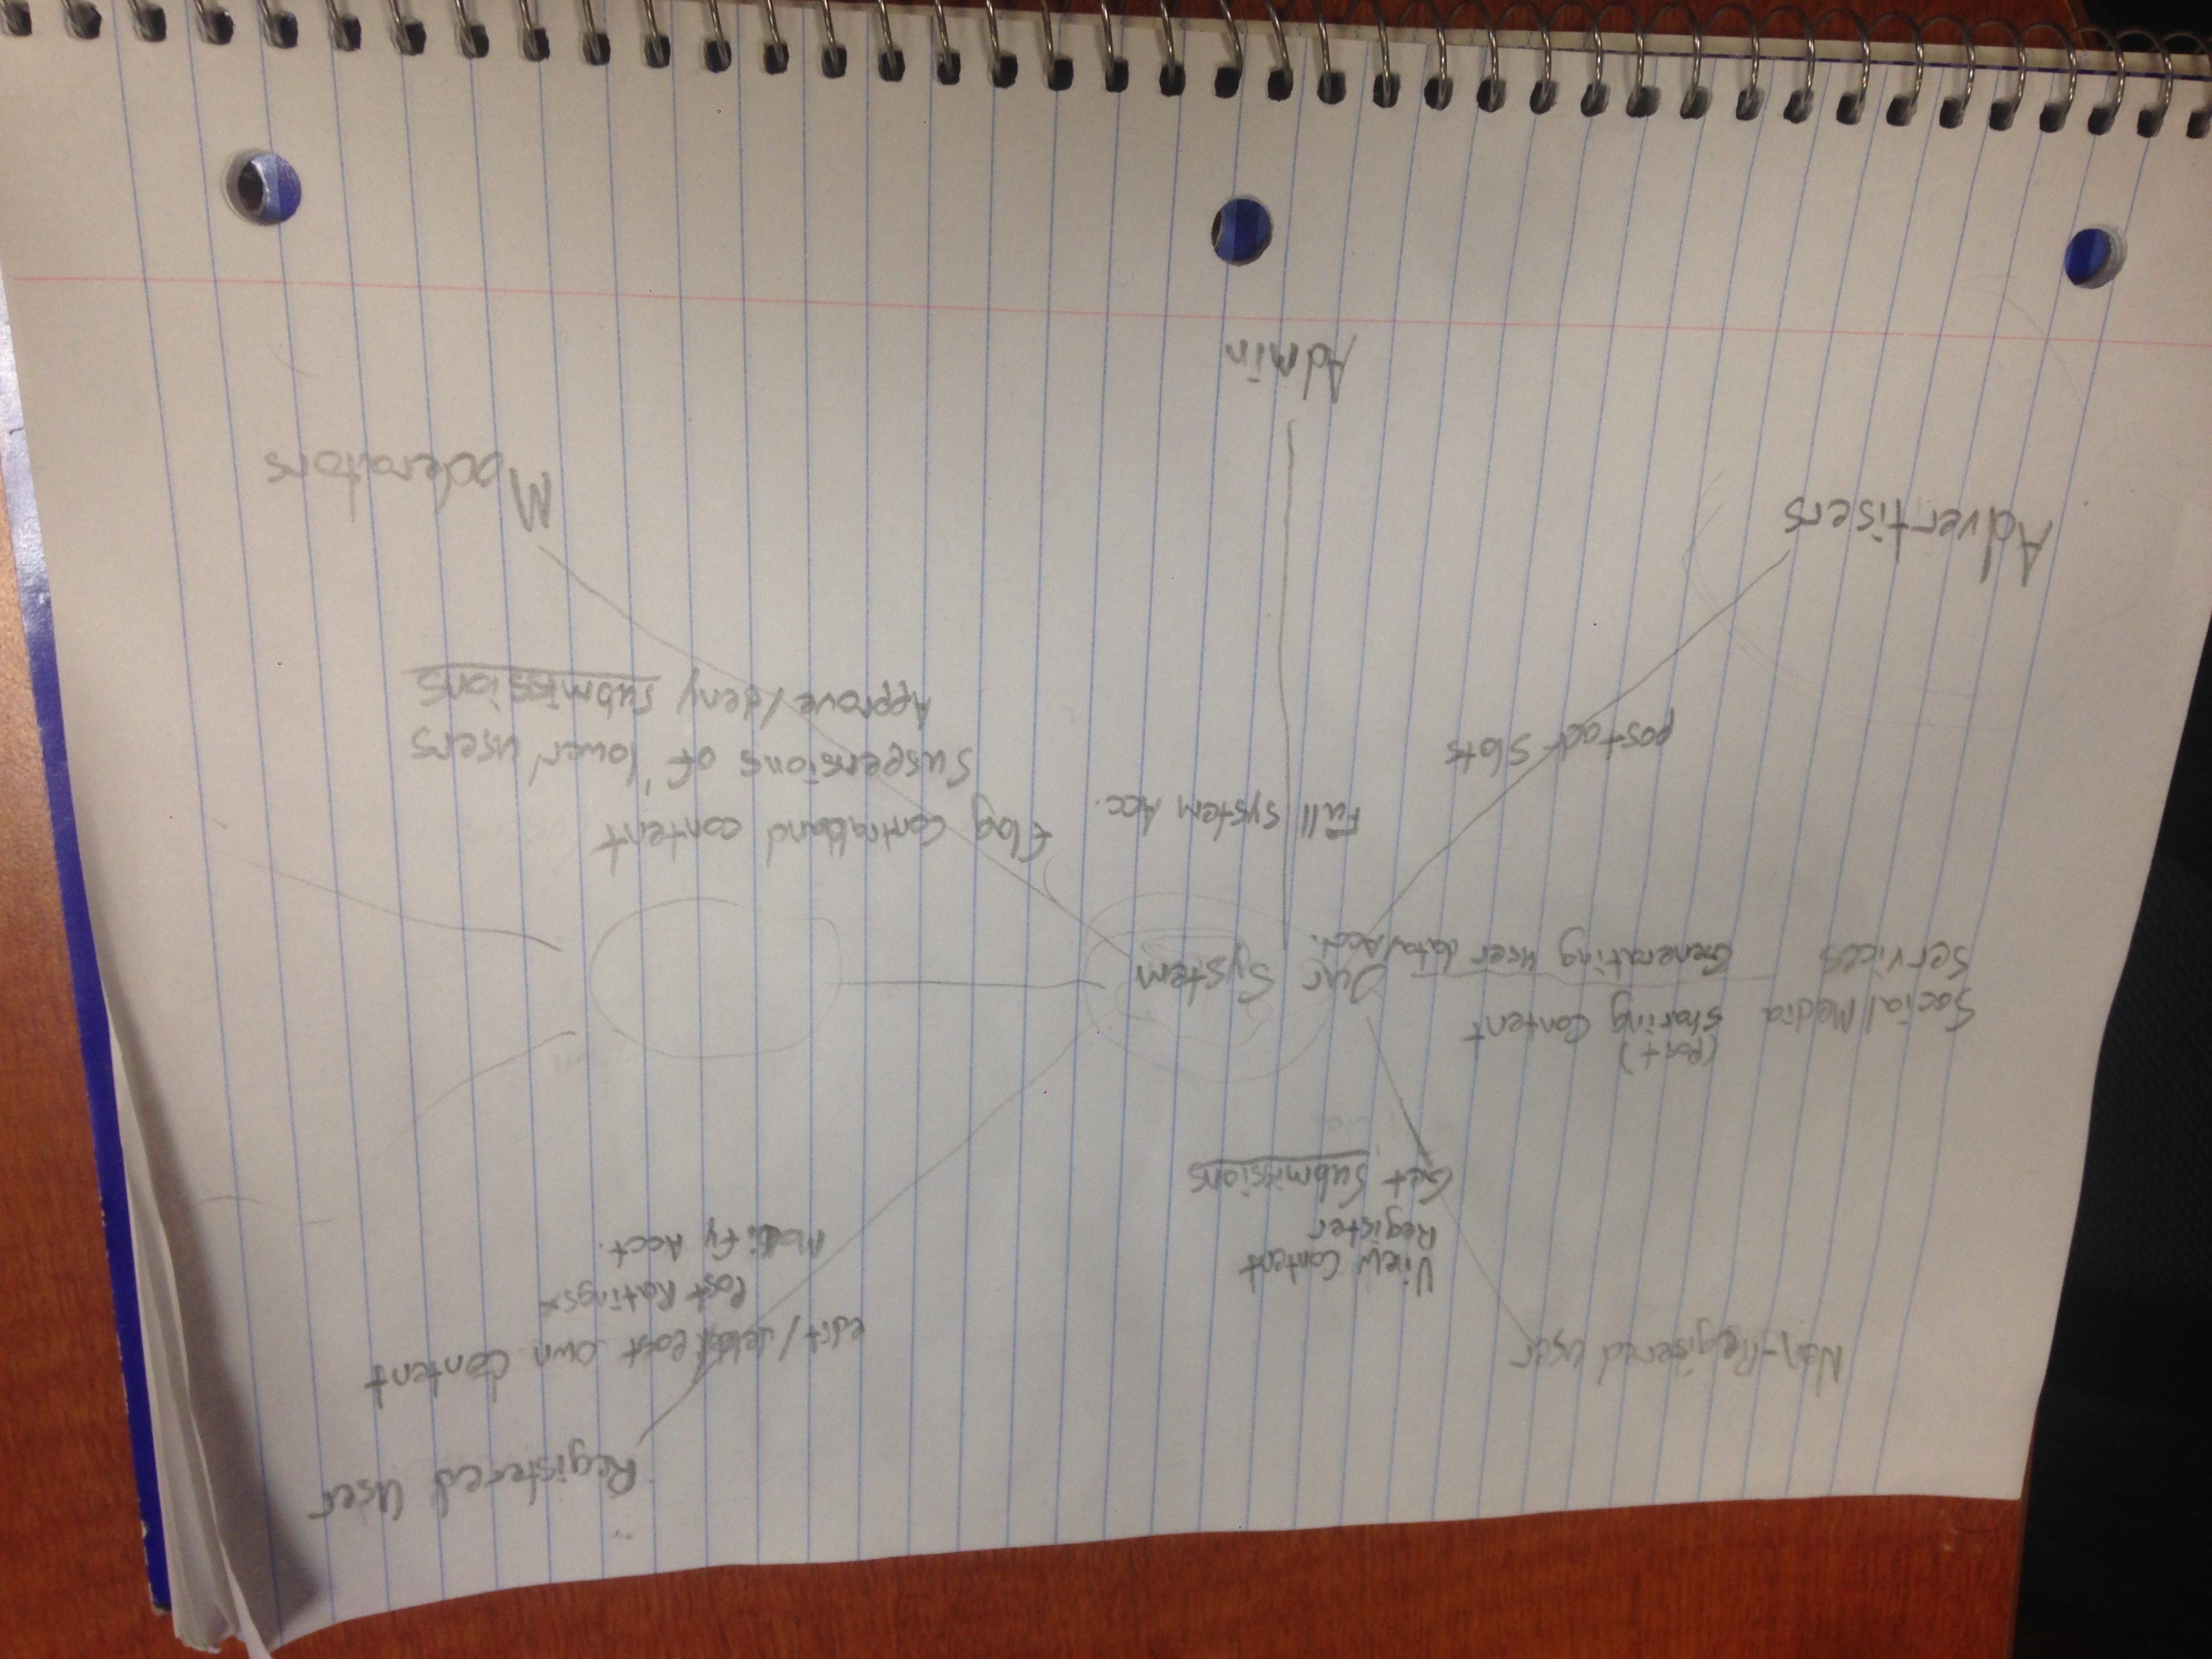 Registered User
Non-Registered user
edit/delete/post own content
Post Ratings*
Modify Acct.
View Content
Register
Get Submissions
(Post)
Social Media
Sharing Content
Services
Generating user data/Acct.
Our System
Full system Acc.
flag contraband content
post ad slots
Suspensions of 'lower' users
Approve/deny submissions
Advertisers
Moderators
Admin